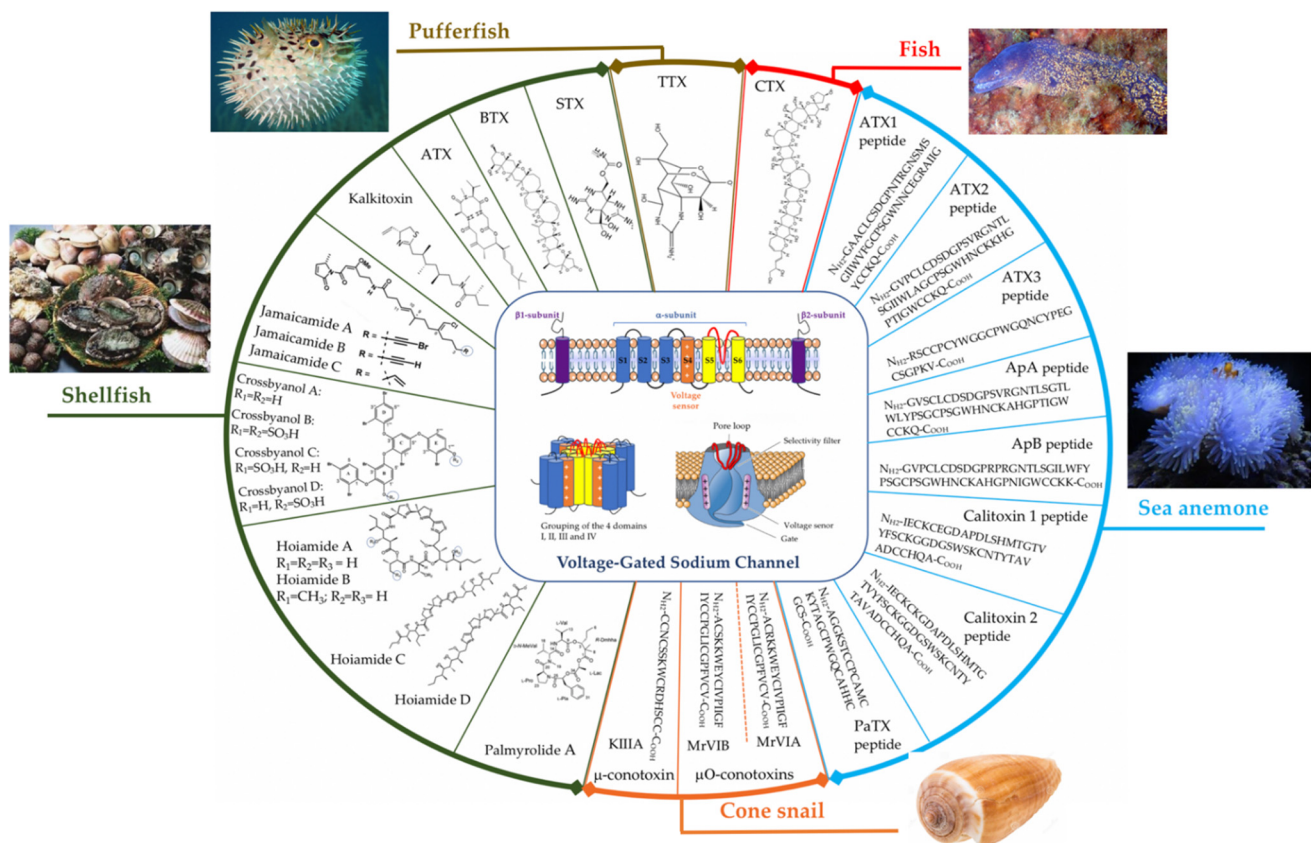 Pufferfish
Fish
Shellfish
Sea anemone
Cone snail
TTX
CTX
ATX1
peptide
NH2-GAACLCSDSGPNTRGNSMS
GIIWVFGCPSGWNNCEGRAIIG
YCCKQ-COOH
ATX2
peptide
NH2-GVPCLCDSDGPSVRGNTL
SGIIWLAGCPSGWHNCKKHG
PTIGWCCKQ-COOH
ATX3
peptide
NH2-RSCCPCYWGGCPWGQNCYPEG
CSGPKV-COOH
ApA peptide
NH2-GVSCLCDSDGPSVRGNTLSGTL
WLYPSGCPSGWHNCKAHGPTIGW
CCKQ-COOH
ApB peptide
NH2-GVPCLCDSDGPRPRGNTLSGILWFY
PSGCPSGWHNCKAHGPNIGWCCKK-COOH
Calitoxin 1 peptide
NH2-IECKCEGDAPDLSHMTGTV
YFSCKGGDGSWSKCNTYTAV
ADCCHQA-COOH
Calitoxin 2
peptide
NH2-IECKCKGDAPDLSHMTG
TVYFSCKGGDGSWSKCNTY
TAVADCCHQA-COOH
PaTX
peptide
NH2-AGGKSTCCPCAMC
KYTAGCPWGQCAHHC
GCS-COOH
MrVIA
NH2-ACRKKWEYCIVPIIGF
IYCCPGLICGPFVCV-COOH
MrVIB
NH2-ACSKKWEYCIVPIIGF
IYCCPGLICGPFVCV-COOH
µO-conotoxins
KIIIA
NH2-CCNCSSKWCRDHSCC-COOH
µ-conotoxin
Palmyrolide A
Hoiamide D
Hoiamide C
Hoiamide A
R1=R2=R3 = H
Hoiamide B
R1=CH3; R2=R3= H
Crossbyanol A:
R1=R2=H
Crossbyanol B:
R1=R2=SO3H
Crossbyanol C:
R1=SO3H, R2=H
Crossbyanol D:
R1=H, R2=SO3H
Jamaicamide A
Jamaicamide B
Jamaicamide C
R =
Br
R =
H
R =
Kalkitoxin
ATX
BTX
STX
β1-subunit
α-subunit
β2-subunit
S1 S2 S3 S4 S5 S6
Voltage
sensor
Pore loop
Selectivity filter
Voltage senor
Gate
Grouping of the 4 domains
I, II, III and IV
Voltage-Gated Sodium Channel